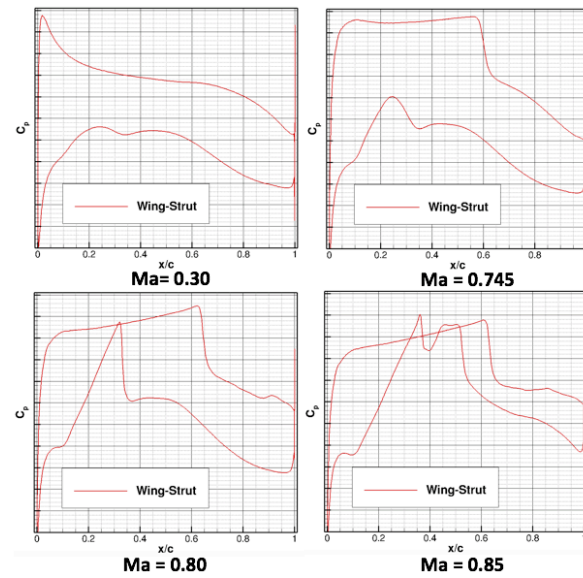 Cp
Wing-Strut
0 0.2 0.4 0.6 0.8 1
x/c
Ma= 0.30
Cp
Wing-Strut
0 0.2 0.4 0.6 0.8
x/c
Ma = 0.745
Cp
Wing-Strut
0 0.2 0.4 0.6 0.8 1
x/c
Ma = 0.80
Cp
Wing-Strut
0 0.2 0.4 0.6 0.8
x/c
Ma = 0.85